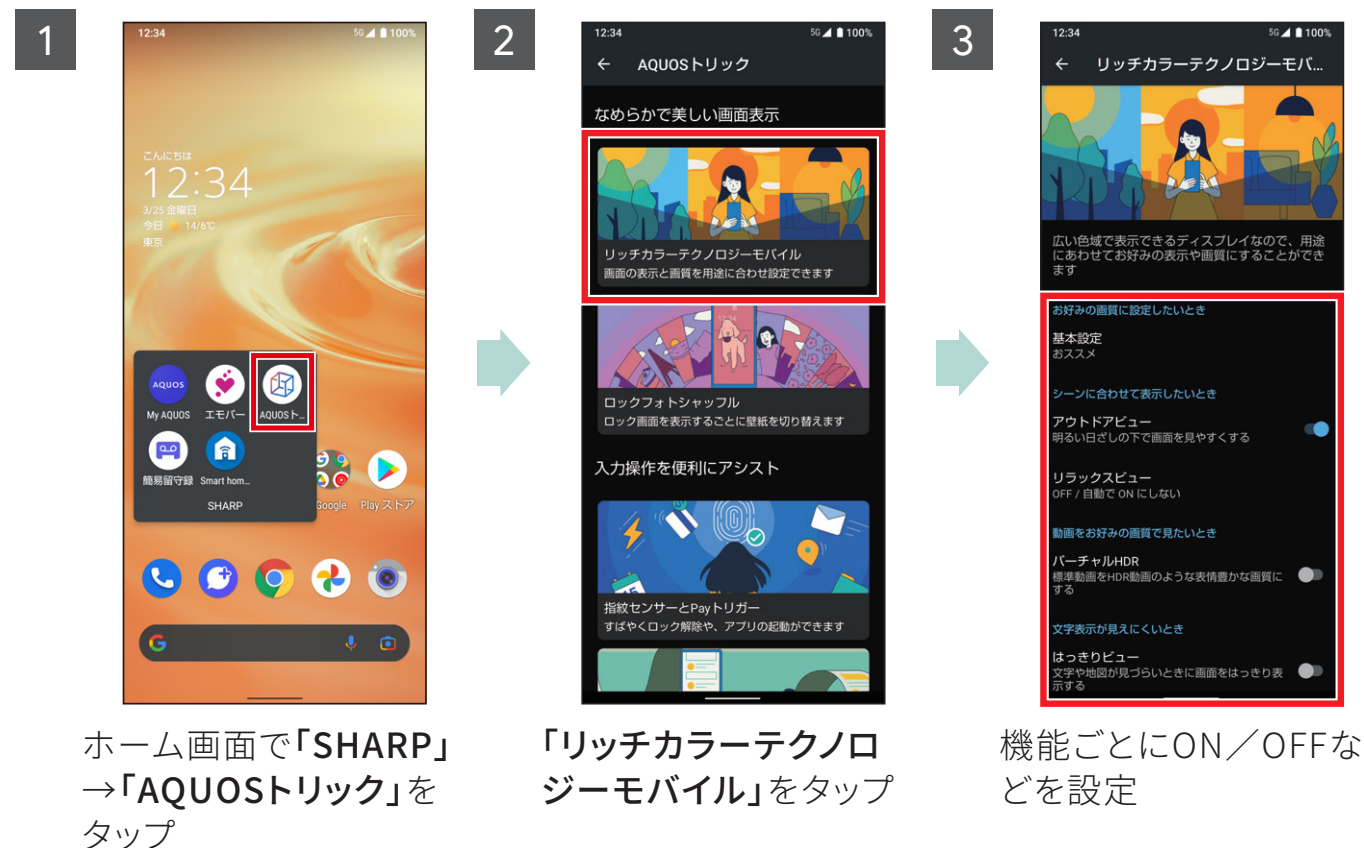 1
12:34
5G 100%
こんにちは
12:34
3/25 金曜日
今日 14/6℃
東京
AQUOS
My AQUOS
エモパー
AQUOSト…
簡易留守録
Smart hom…
SHARP
Google
Play ストア
ホーム画面で「SHARP」
→「AQUOSトリック」を
タップ
2
12:34
5G 100%
← AQUOSトリック
なめらかで美しい画面表示
リッチカラーテクノロジーモバイル
画面の表示と画質を用途に合わせ設定できます
ロックフォトシャッフル
ロック画面を表示するごとに壁紙を切り替えます
入力操作を便利にアシスト
指紋センサーとPayトリガー
すばやくロック解除や、アプリの起動ができます
「リッチカラーテクノロ
ジーモバイル」をタップ
3
12:34
5G 100%
← リッチカラーテクノロジーモバ…
広い色域で表示できるディスプレイなので、用途
にあわせてお好みの表示や画質にすることができ
ます
お好みの画質に設定したいとき
基本設定
おススメ
シーンに合わせて表示したいとき
アウトドアビュー
明るい日ざしの下で画面を見やすくする
リラックスビュー
OFF / 自動で ON にしない
動画をお好みの画質で見たいとき
バーチャルHDR
標準動画をHDR動画のような表情豊かな画質に
する
文字表示が見えにくいとき
はっきりビュー
文字や地図が見づらいときに画面をはっきり表
示する
機能ごとにON／OFFな
どを設定